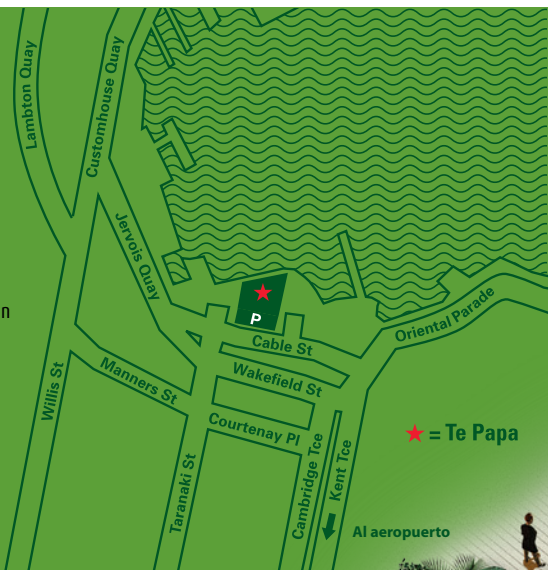 Lambton Quay
Customhouse Quay
Jervois Quay
n
P
Cable St
Oriental Parade
Wakefield St
Manners St
Willis St
Courtenay Pl
Taranaki St
Cambridge Tce
Kent Tce
= Te Papa
Al aeropuerto